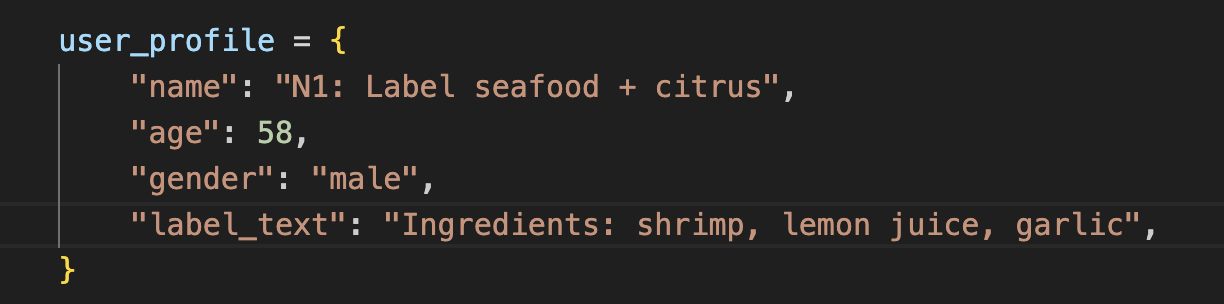 user_profile = {
    "name": "N1: Label seafood + citrus",
    "age": 58,
    "gender": "male",
    "label_text": "Ingredients: shrimp, lemon juice, garlic",
}